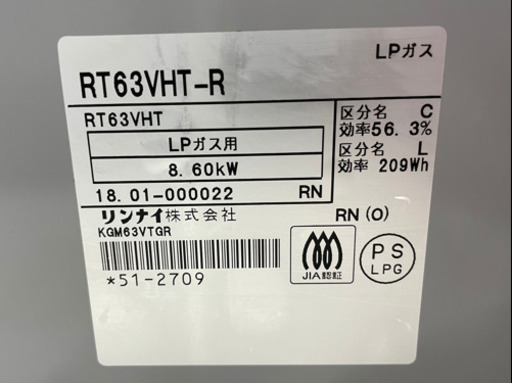 LPガス
RT63VHT-R
RT63VHT
LPガス用
8.60kW
18.01-000022 RN
区分名 C
効率56.3%
区分名 L
効率 209Wh
リンナイ株式会社 RN(O)
KGM63VTGR
*51-2709
JIA認証
PS
LPG